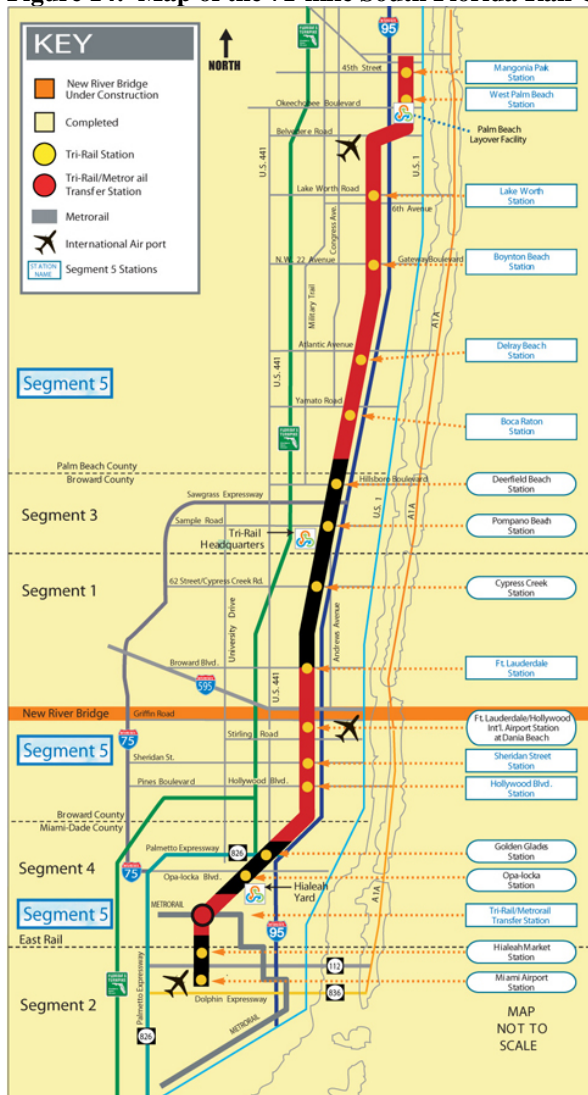 KEY
New River Bridge
Under Construction
Completed
Tri-Rail Station
Tri-Rail/Metror ail
Transfer Station
Metrorail
International Air port
STATION
NAME
Segment 5 Stations
NORTH
95
45th Street
Mangonia Park
Station
West Palm Beach
Station
Okeechobee Boulevard
Palm Beach
Layover Facility
Belvedere Road
U.S. 441
U.S. 1
Congress Ave.
Lake Worth Road
Lake Worth
Station
6th Avenue
N.W. 22 Avenue
Gateway Boulevard
Boynton Beach
Station
Military Trail
A1A
Atlantic Avenue
Delray Beach
Station
U.S. 441
Segment 5
Yamato Road
Boca Raton
Station
Palm Beach County
Broward County
Hillsboro Boulevard
Deerfield Beach
Station
Sawgrass Expressway
Segment 3
Sample Road
U.S. 1
A1A
Pompano Beach
Station
Tri-Rail
Headquarters
Segment 1
62 Street/Cypress Creek Rd.
Cypress Creek
Station
University Drive
Andrews Avenue
Broward Blvd.
Ft. Lauderdale
Station
595
U.S. 441
New River Bridge
Griffin Road
Ft. Lauderdale/Hollywood
Int'l. Airport Station
at Dania Beach
75
Stirling Road
Segment 5
Sheridan St.
Sheridan Street
Station
Pines Boulevard
Hollywood Blvd.
Hollywood Blvd.
Station
Broward County
Miami-Dade County
Palmetto Expressway
826
Golden Glades
Station
Segment 4
75
Opa-locka Blvd.
Opa-locka
Station
Hialeah
Yard
A1A
Segment 5
METRORAIL
Tri-Rail/Metrorail
Transfer Station
95
East Rail
Hialeah Market
Station
112
Miami Airport
Station
Segment 2
Palmetto Expressway
Dolphin Expressway
836
826
METRORAIL
MAP
NOT TO
SCALE